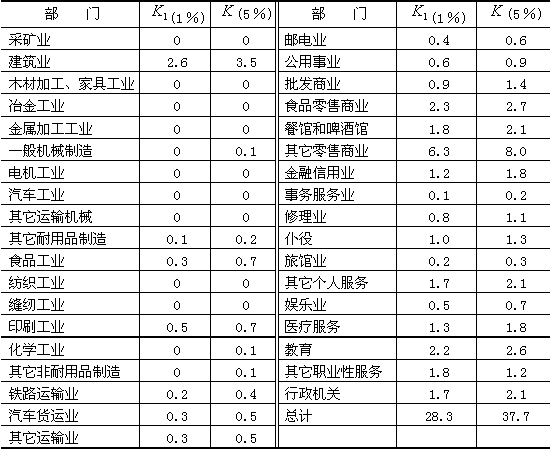 部 门 K1(1%) K(5%) 部 门 K1(1%) K(5%)
采矿业 0 0 邮电业 0.4 0.6
建筑业 2.6 3.5 公用事业 0.6 0.9
木材加工、家具工业 0 0 批发商业 0.9 1.4
冶金工业 0 0 食品零售商业 2.3 2.7
金属加工工业 0 0 餐馆和啤酒馆 1.8 2.1
一般机械制造 0 0.1 其它零售商业 6.3 8.0
电机工业 0 0 金融信用业 1.2 1.8
汽车工业 0 0 事务服务业 0.1 0.2
其它运输机械 0 0 修理业 0.8 1.1
其它耐用品制造 0.1 0.2 仆役 1.0 1.3
食品工业 0.3 0.7 旅馆业 0.2 0.3
纺织工业 0 0 其它个人服务 1.7 2.1
缝纫工业 0 0 娱乐业 0.5 0.7
印刷工业 0.5 0.7 医疗服务 1.3 1.8
化学工业 0 0.1 教育 2.2 2.6
其它非耐用品制造 0 0.1 其它职业性服务 1.8 1.2
铁路运输业 0.2 0.4 行政机关 1.7 2.1
汽车货运业 0.3 0.5 总计 28.3 37.7
其它运输业 0.3 0.5